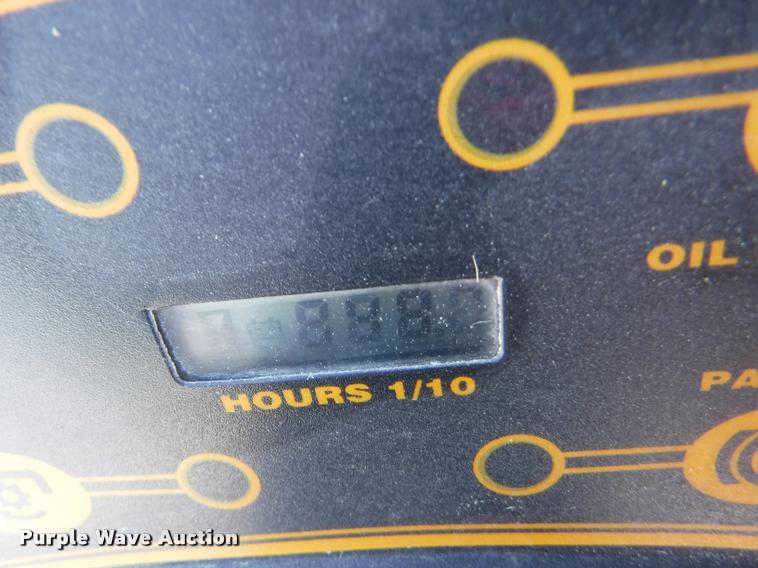 OIL
HOURS 1/10
PA
Purple Wave Auction